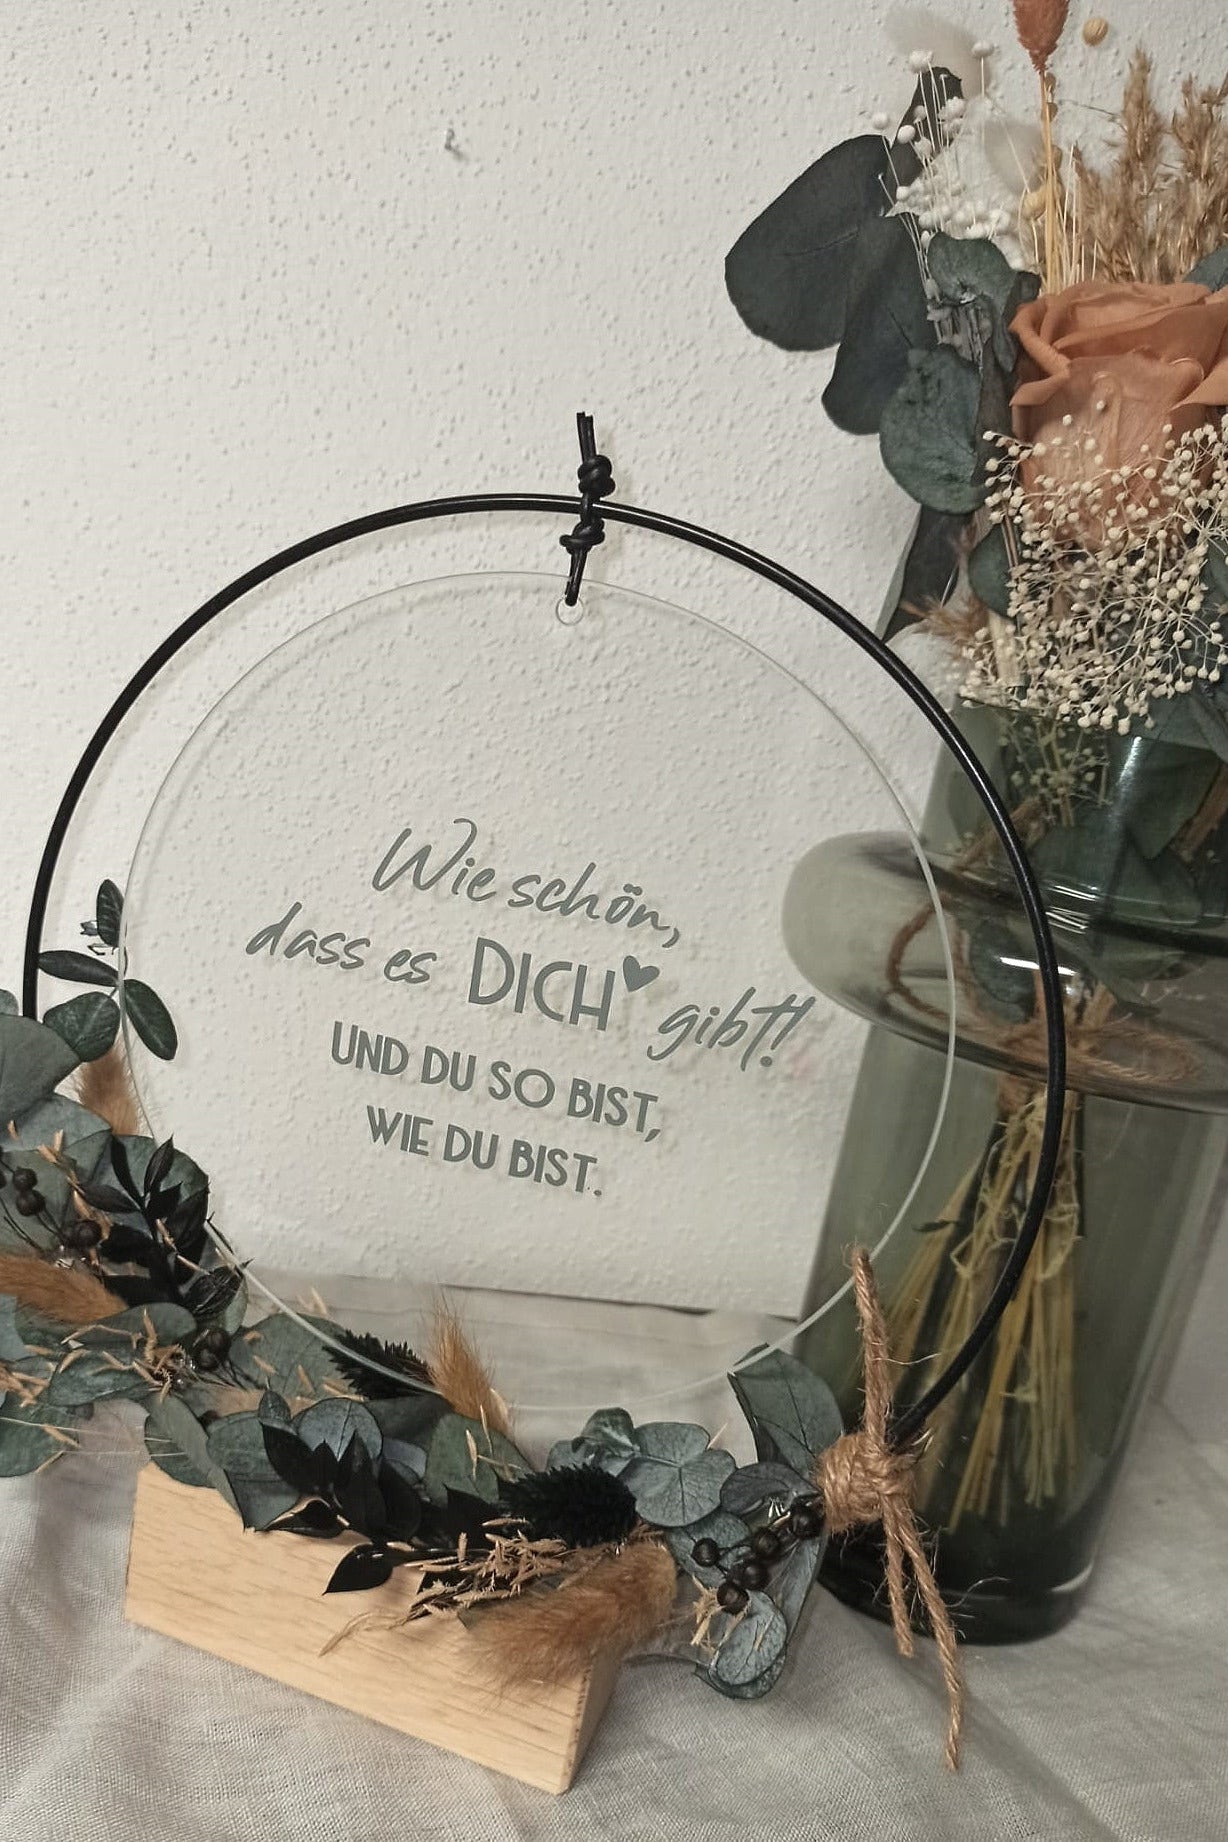 Wie schön,
dass es DICH♥ gibt!
UND DU SO BIST,
WIE DU BIST.